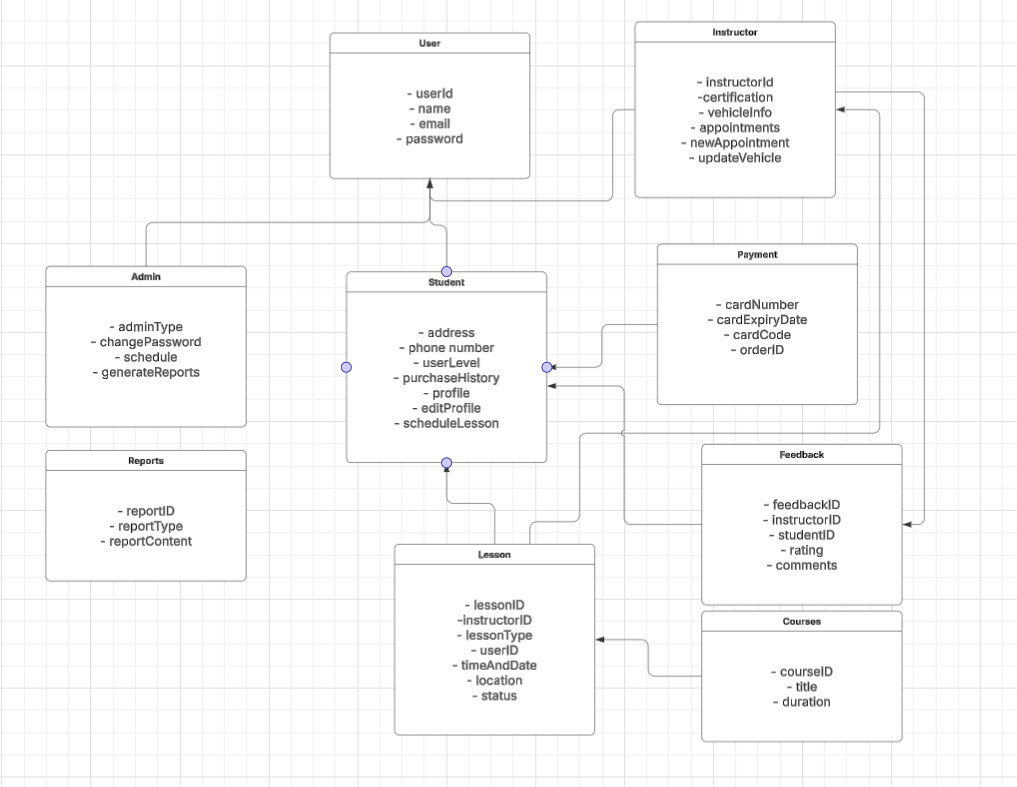 User
- userId
- name
- email
- password
Instructor
- instructorId
-certification
- vehicleInfo
- appointments
- newAppointment
- updateVehicle
Admin
- adminType
- changePassword
- schedule
- generateReports
Student
- address
- phone number
- userLevel
- purchaseHistory
- profile
- editProfile
- scheduleLesson
Payment
- cardNumber
- cardExpiryDate
- cardCode
- orderID
Reports
- reportID
- reportType
- reportContent
Feedback
- feedbackID
- instructorID
- studentID
- rating
- comments
Lesson
- lessonID
-instructorID
- lessonType
- userID
- timeAndDate
- location
- status
Courses
- courseID
- title
- duration